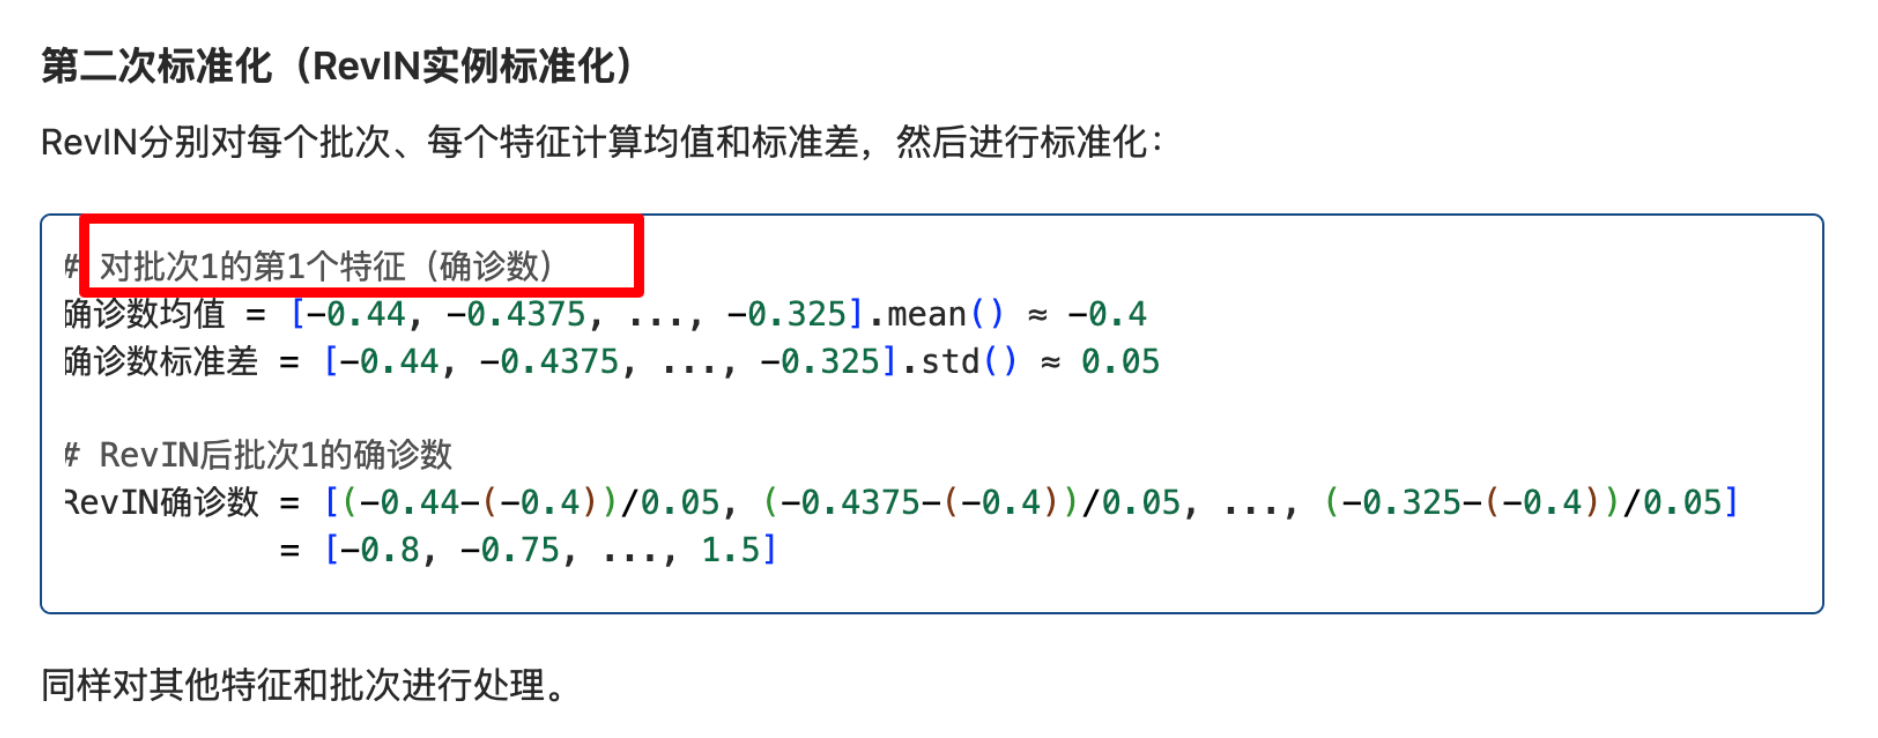 第二次标准化（RevIN实例标准化）
RevIN分别对每个批次、每个特征计算均值和标准差，然后进行标准化：
# 对批次1的第1个特征（确诊数）
确诊数均值 = [-0.44, -0.4375, ..., -0.325].mean() ≈ -0.4
确诊数标准差 = [-0.44, -0.4375, ..., -0.325].std() ≈ 0.05
# RevIN后批次1的确诊数
RevIN确诊数 = [(-0.44-(-0.4))/0.05, (-0.4375-(-0.4))/0.05, ..., (-0.325-(-0.4))/0.05]
= [-0.8, -0.75, ..., 1.5]
同样对其他特征和批次进行处理。